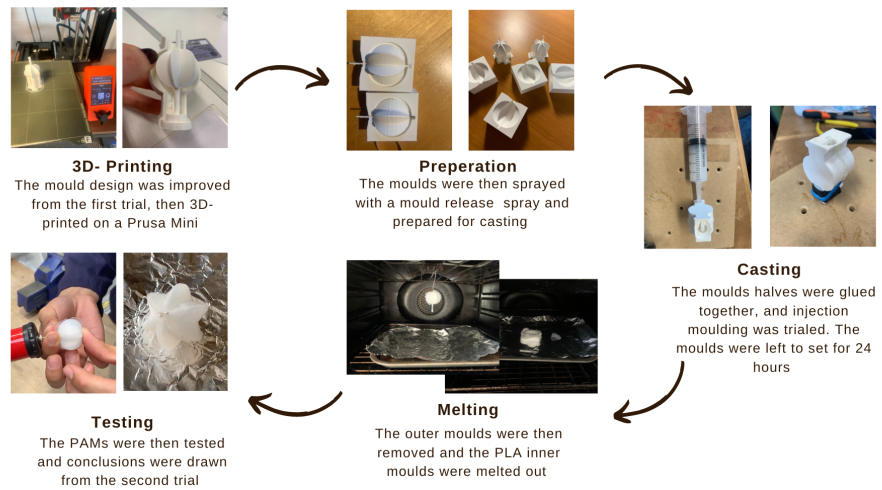 3D- Printing
The mould design was improved
from the first trial, then 3D-
printed on a Prusa Mini
Preperation
The moulds were then sprayed
with a mould release spray and
prepared for casting
Casting
The moulds halves were glued
together, and injection
moulding was trialed. The
moulds were left to set for 24
hours
Melting
The outer moulds were then
removed and the PLA inner
moulds were melted out
Testing
The PAMs were then tested
and conclusions were drawn
from the second trial